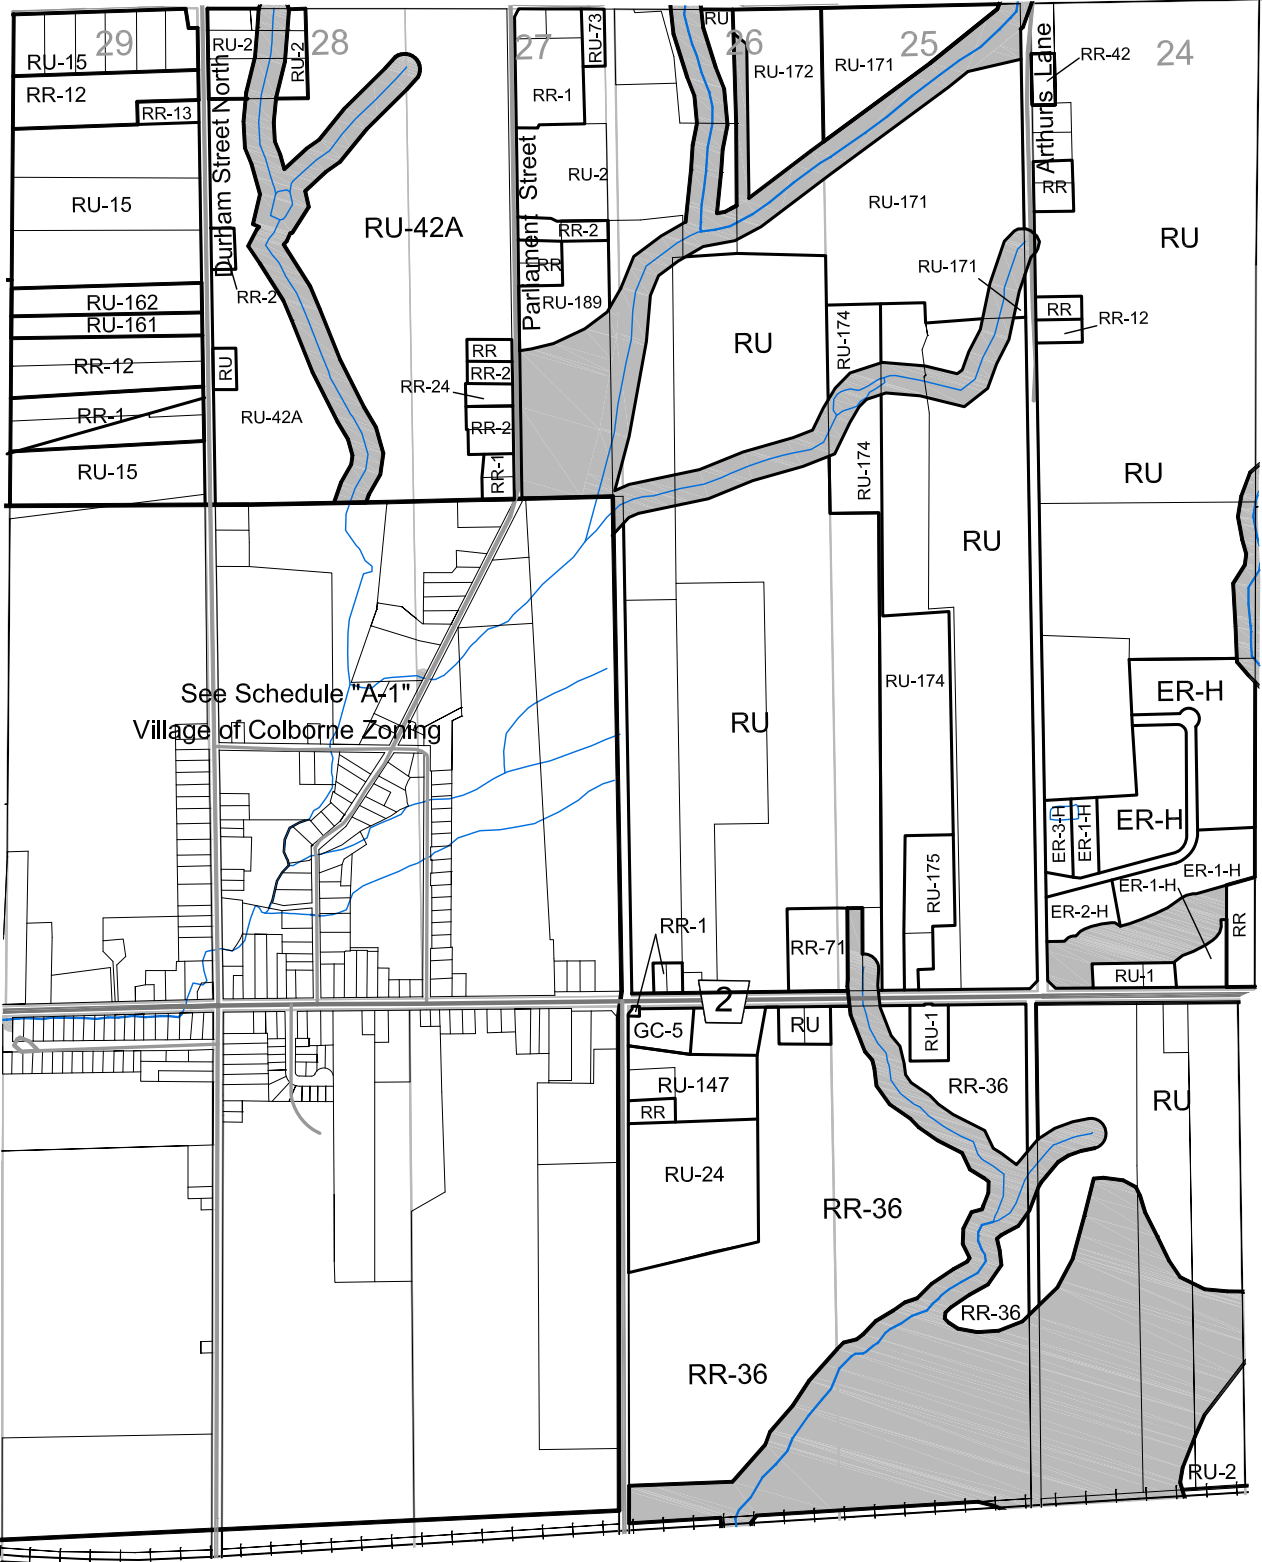 29
28
27
26
25
24
RU-15
RU-2
RU-2
RU-73
RU
RU-172
RU-171
RR-42
RR-12
RR-13
RR-1
Durham Street North
Parliament Street
Arthurs Lane
RU-2
RR
RU-15
RU-42A
RU-171
RR-2
RU
RR
RU-171
RR-2
RU-189
RU-162
RU-161
RR
RR-12
RU-174
RU
RR-12
RU
RR
RR-2
RR-24
RR-1
RU-42A
RR-2
RU-15
RR-1
RU-174
RU
RU
See Schedule "A-1"
Village of Colborne Zoning
RU-174
ER-H
RU
ER-3-H
ER-1-H
ER-H
RU-175
ER-1-H
ER-1-H
ER-2-H
RR
RR-1
RR-71
RU-1
2
GC-5
RU
RU-1
RU-147
RR-36
RU
RR
RU-24
RR-36
RR-36
RR-36
RU-2